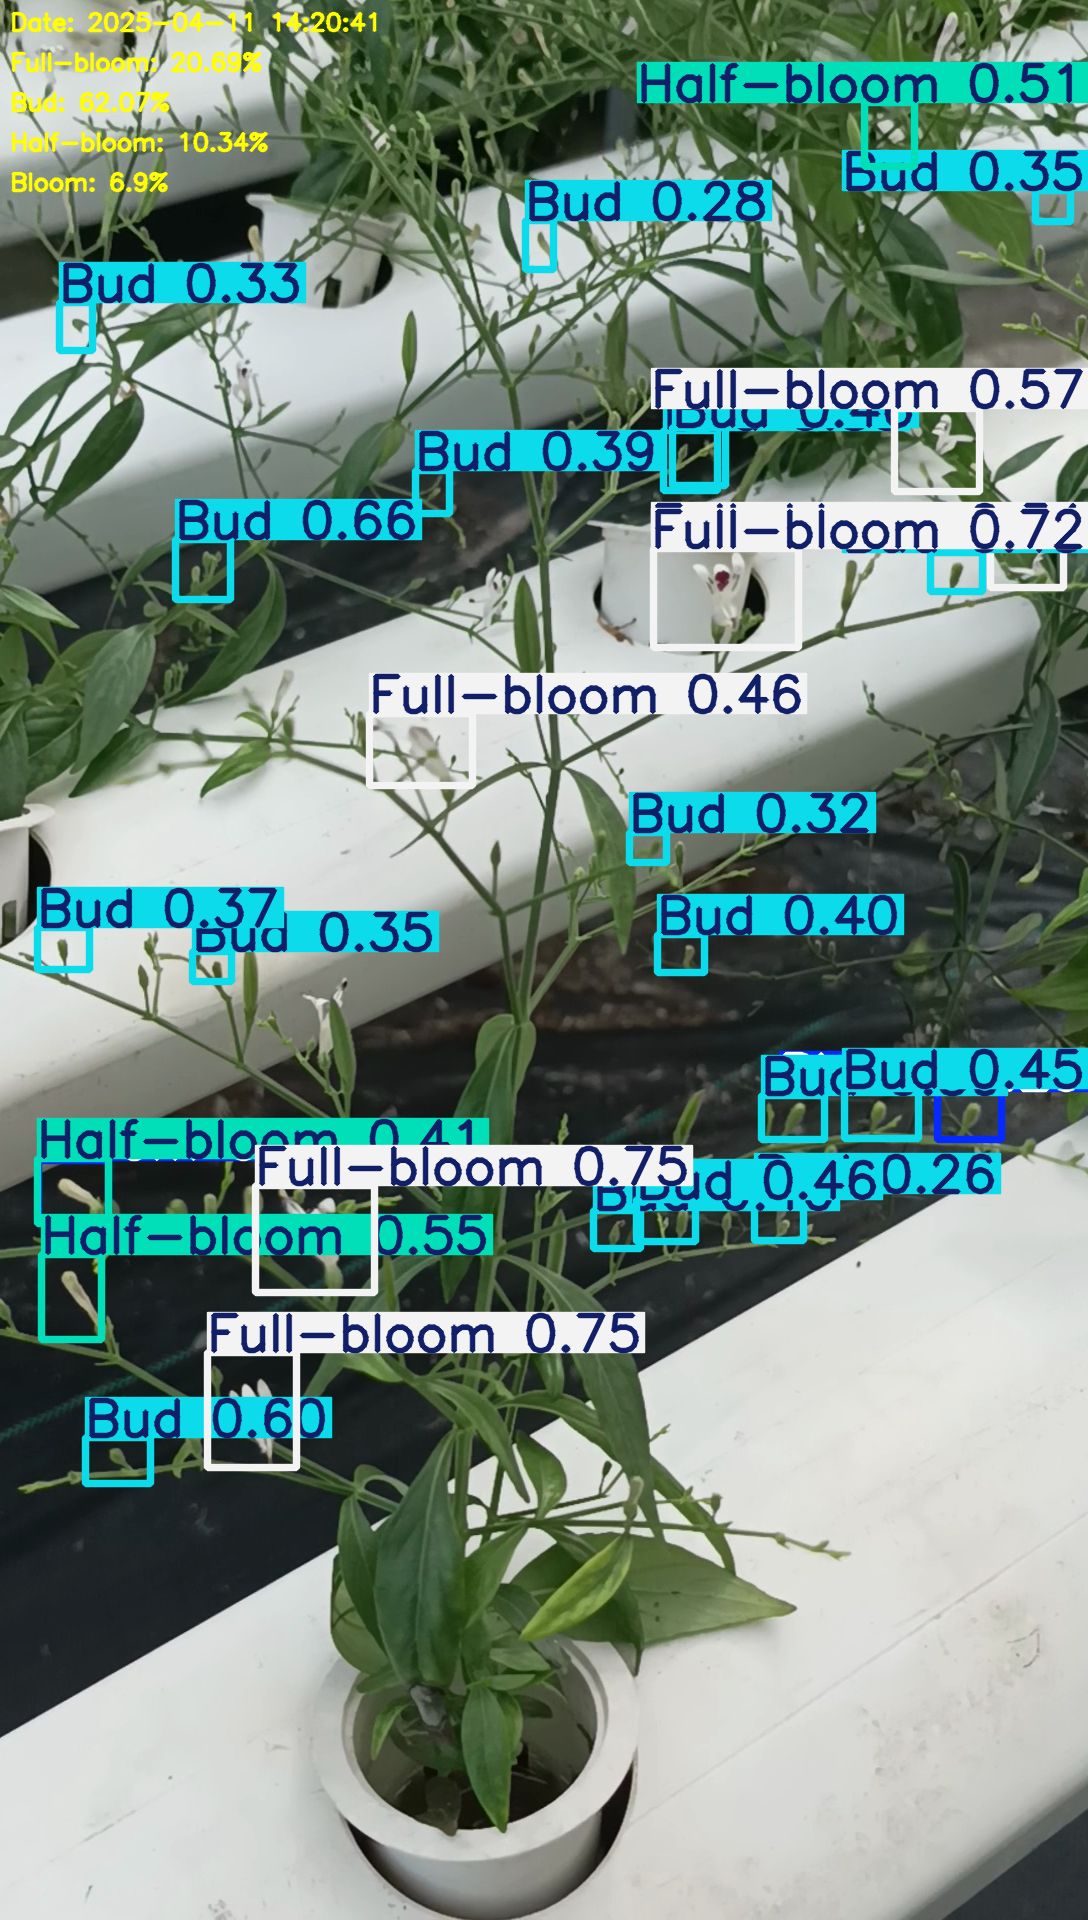 Date: 2025-04-11 14:20:41
Full-bloom: 20.69%
Bud: 62.07%
Half-bloom: 10.34%
Bloom: 6.9%
Half-bloom 0.51
Bud 0.35
Bud 0.28
Bud 0.33
Full-bloom 0.57
Bud
Bud 0.39
Bud 0.66
Full-bloom 0.72
Full-bloom 0.46
Bud 0.32
Bud 0.37
Bud 0.35
Bud 0.40
Bud 0.45
Half-bloom 0.41
Full-bloom 0.75
Bud 0.46
0.26
Half-bloom 0.55
Full-bloom 0.75
Bud 0.60